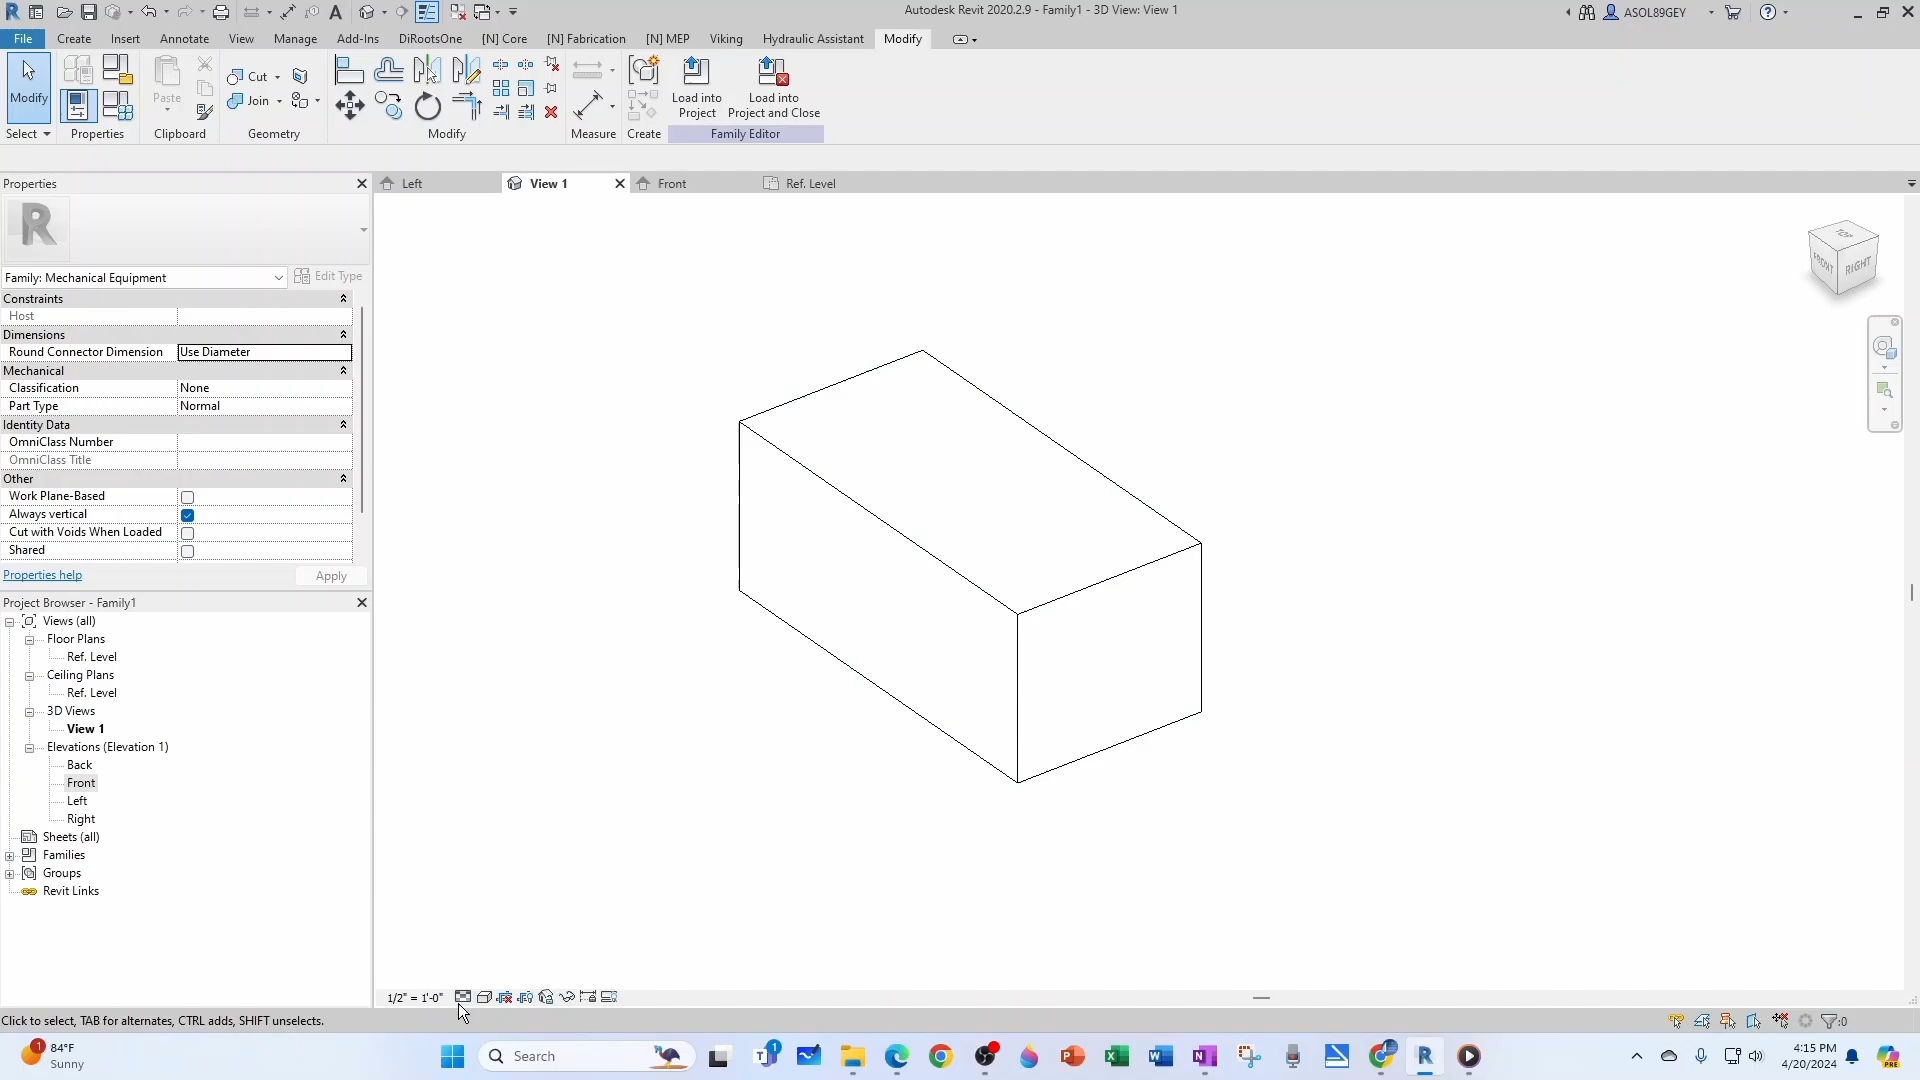 Autodesk Revit 2020.2.9 - Family1 - 3D View: View 1
ASOL89GEY
File Create Insert Annotate View Manage Add-Ins DiRootsOne [N] Core [N] Fabrication [N] MEP Viking Hydraulic Assistant Modify
Modify
Paste
Cut
Join
Load into
Project
Load into
Project and Close
Select Properties Clipboard Geometry Modify Measure Create Family Editor
Properties
Left View 1 Front Ref. Level
Family: Mechanical Equipment Edit Type
Constraints
Host
Dimensions
Round Connector Dimension Use Diameter
Mechanical
Classification None
Part Type Normal
Identity Data
OmniClass Number
OmniClass Title
Other
Work Plane-Based
Always vertical
Cut with Voids When Loaded
Shared
Properties help Apply
TOP
FRONT
RIGHT
Project Browser - Family1
Views (all)
Floor Plans
Ref. Level
Ceiling Plans
Ref. Level
3D Views
View 1
Elevations (Elevation 1)
Back
Front
Left
Right
Sheets (all)
Families
Groups
Revit Links
1/2" = 1'-0"
Click to select, TAB for alternates, CTRL adds, SHIFT unselects.
:0
1
84°F
Sunny
Search
1
4:15 PM
4/20/2024
PRE